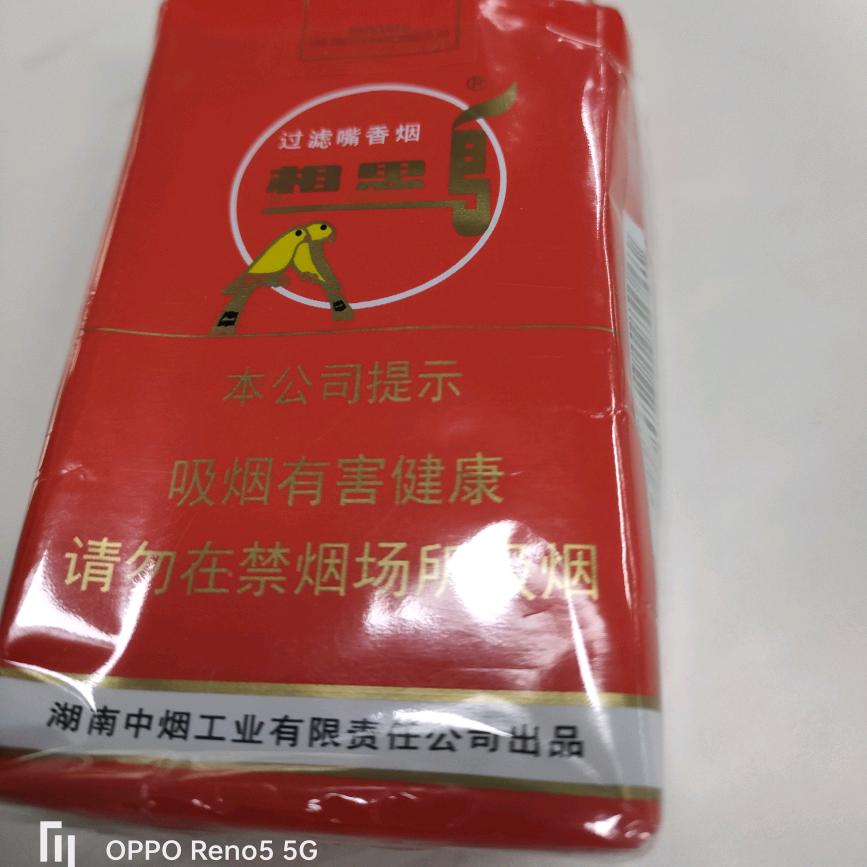 ®
过滤嘴香烟
相思鸟
本公司提示
吸烟有害健康
请勿在禁烟场所吸烟
湖南中烟工业有限责任公司出品
OPPO Reno5 5G